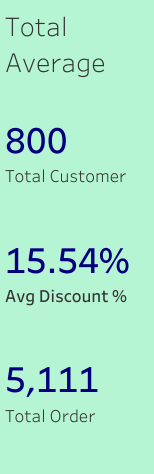 Total
Average
800
Total Customer
15.54%
Avg Discount %
5,111
Total Order